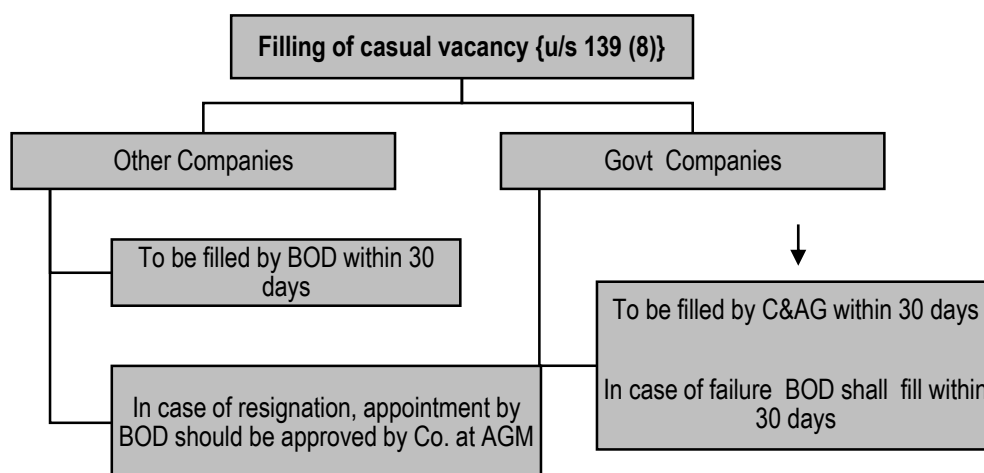 Filling of casual vacancy {u/s 139 (8)}
Other Companies
Govt Companies
To be filled by BOD within 30
days
To be filled by C&AG within 30 days
In case of failure BOD shall fill within
30 days
In case of resignation, appointment by
BOD should be approved by Co. at AGM